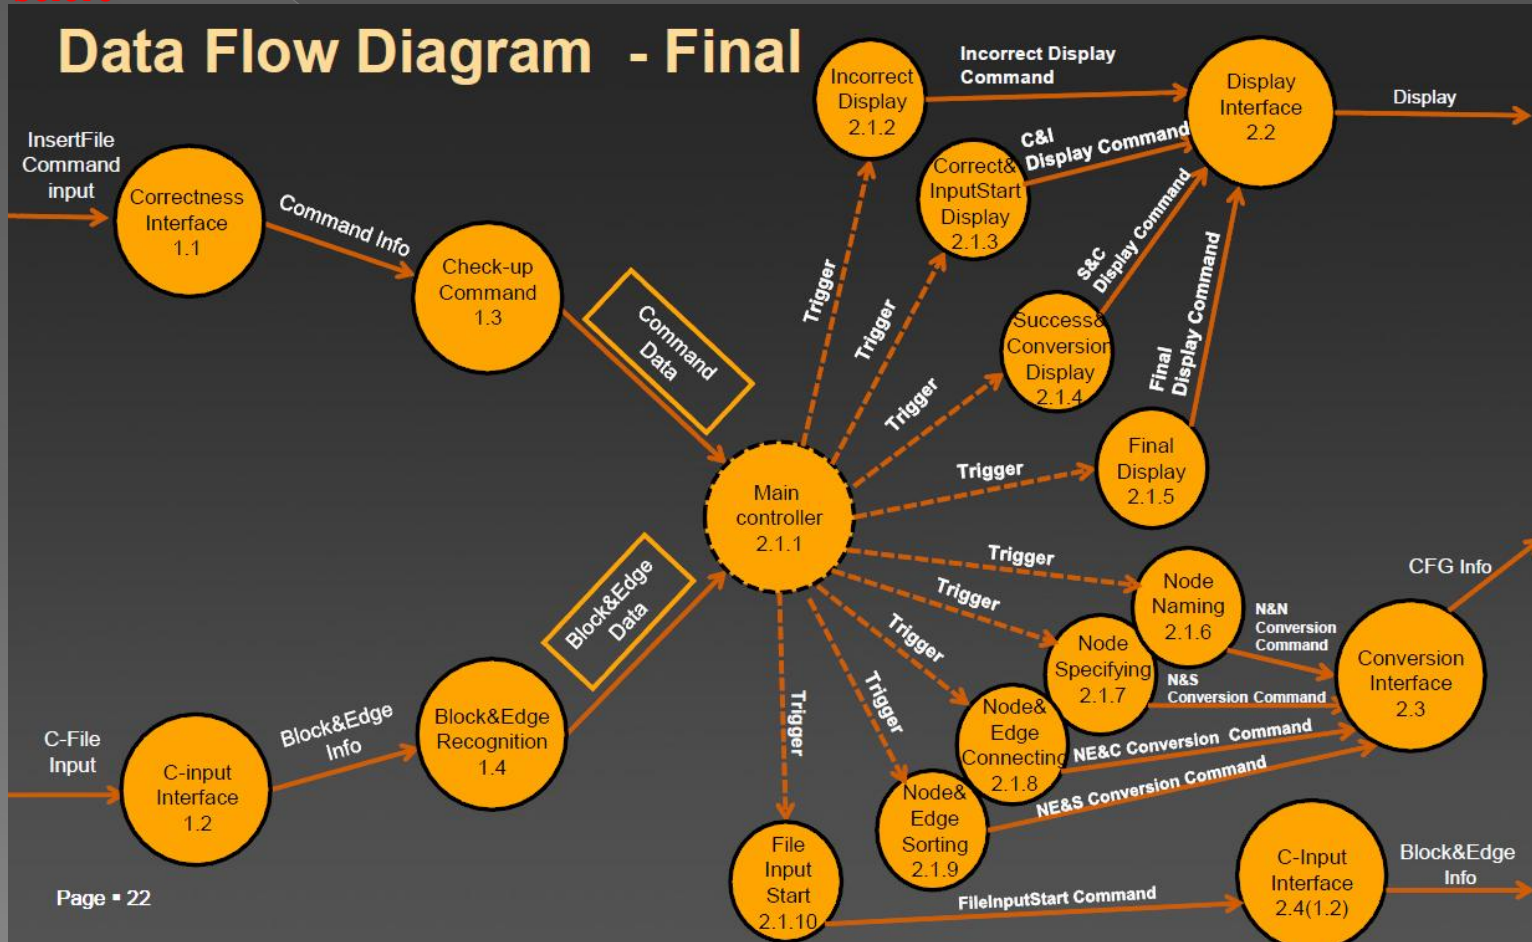 Data Flow Diagram - Final
InsertFile
Command
input
Correctness
Interface
1.1
Command Info
Check-up
Command
1.3
Command
Data
C-File
Input
C-input
Interface
1.2
Block&Edge
Info
Block&Edge
Recognition
1.4
Block&Edge
Data
Main
controller
2.1.1
Trigger
Incorrect
Display
2.1.2
Incorrect Display
Command
Trigger
Correct&
InputStart
Display
2.1.3
C&I
Display Command
Trigger
Success&
Conversion
Display
2.1.4
S&C
Display Command
Trigger
Final
Display
2.1.5
Final
Display Command
Display
Interface
2.2
Display
Trigger
Node
Naming
2.1.6
N&N
Conversion
Command
Trigger
Node
Specifying
2.1.7
N&S
Conversion Command
Trigger
Node&
Edge
Connecting
2.1.8
NE&C Conversion Command
Trigger
Node&
Edge
Sorting
2.1.9
NE&S Conversion Command
Conversion
Interface
2.3
CFG Info
Trigger
File
Input
Start
2.1.10
FileInputStart Command
C-Input
Interface
2.4(1.2)
Block&Edge
Info
Page ▪ 22